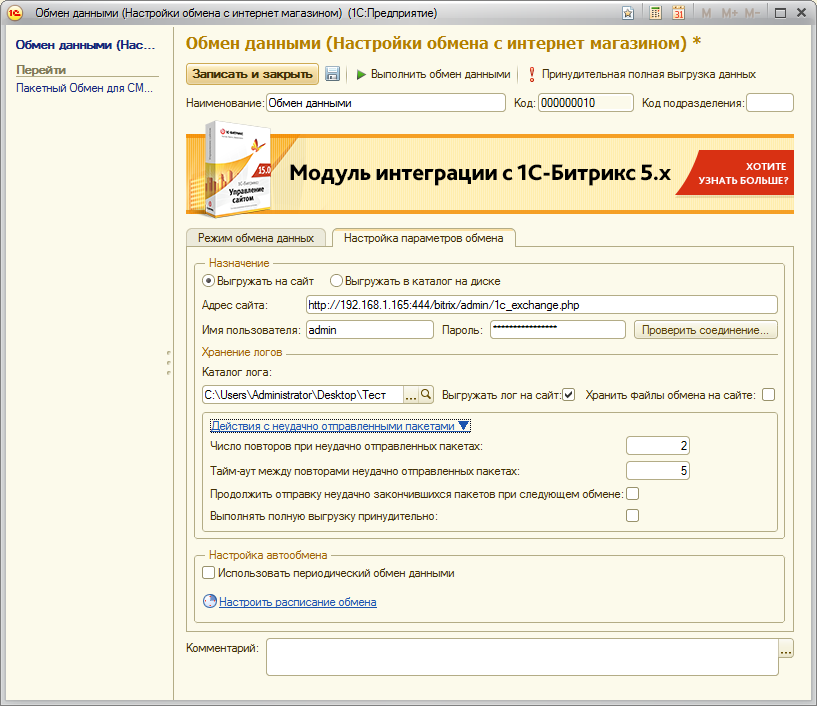 Обмен данными (Настройки обмена с интернет магазином) (1С:Предприятие)
M M+ M-
Обмен данными (Нас...
Перейти
Пакетный Обмен для СМ...
Обмен данными (Настройки обмена с интернет магазином) *
Записать и закрыть
Выполнить обмен данными
Принудительная полная выгрузка данных
Наименование: Обмен данными Код: 000000010 Код подразделения:
1С-Битрикс
15.0
1С-Битрикс
Управление
сайтом
Модуль интеграции с 1С-Битрикс 5.x
ХОТИТЕ
УЗНАТЬ БОЛЬШЕ?
Режим обмена данных Настройка параметров обмена
Назначение
Выгружать на сайт Выгружать в каталог на диске
Адрес сайта: http://192.168.1.165:444/bitrix/admin/1c_exchange.php
Имя пользователя: admin Пароль: **************** Проверить соединение...
Хранение логов
Каталог лога:
C:\Users\Administrator\Desktop\Тест ... Выгружать лог на сайт: Хранить файлы обмена на сайте:
Действия с неудачно отправленными пакетами
Число повторов при неудачно отправленных пакетах: 2
Тайм-аут между повторами неудачно отправленных пакетов: 5
Продолжить отправку неудачно закончившихся пакетов при следующем обмене:
Выполнять полную выгрузку принудительно:
Настройка автообмена
Использовать периодический обмен данными
Настроить расписание обмена
Комментарий: ...